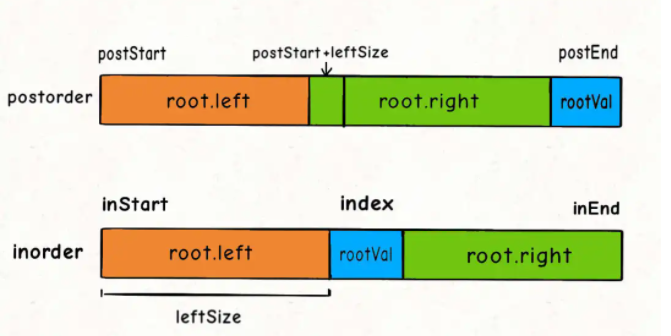 postStart postStart+leftSize postEnd
postorder root.left root.right rootVal
inStart index inEnd
inorder root.left rootVal root.right
leftSize